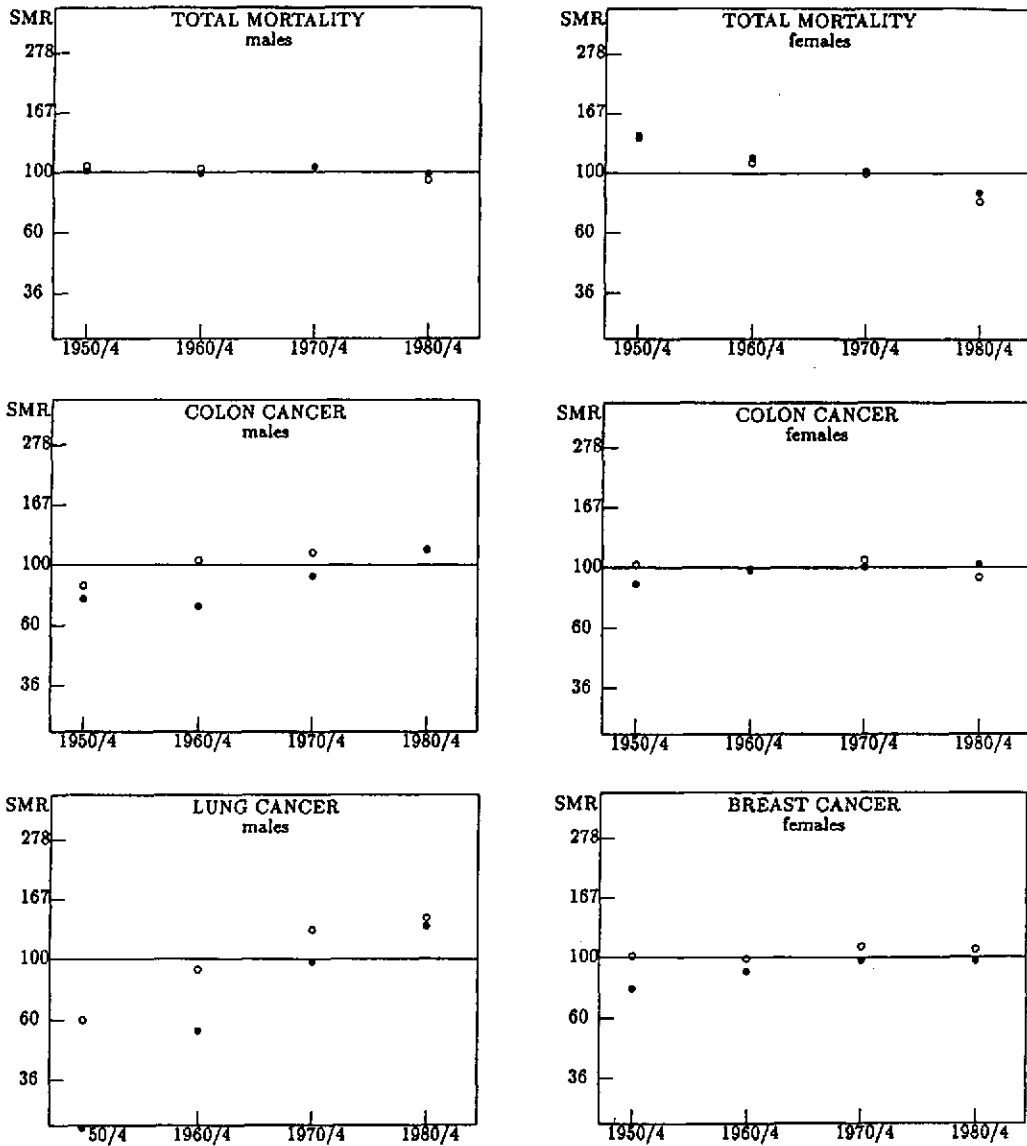 SMR
TOTAL MORTALITY
males
278
167
100
60
36
1950/4 1960/4 1970/4 1980/4
SMR
TOTAL MORTALITY
females
278
167
100
60
36
1950/4 1960/4 1970/4 1980/4
SMR
COLON CANCER
males
278
167
100
60
36
1950/4 1960/4 1970/4 1980/4
SMR
COLON CANCER
females
278
167
100
60
36
1950/4 1960/4 1970/4 1980/4
SMR
LUNG CANCER
males
278
167
100
60
36
50/4 1960/4 1970/4 1980/4
SMR
BREAST CANCER
females
278
167
100
60
36
1950/4 1960/4 1970/4 1980/4